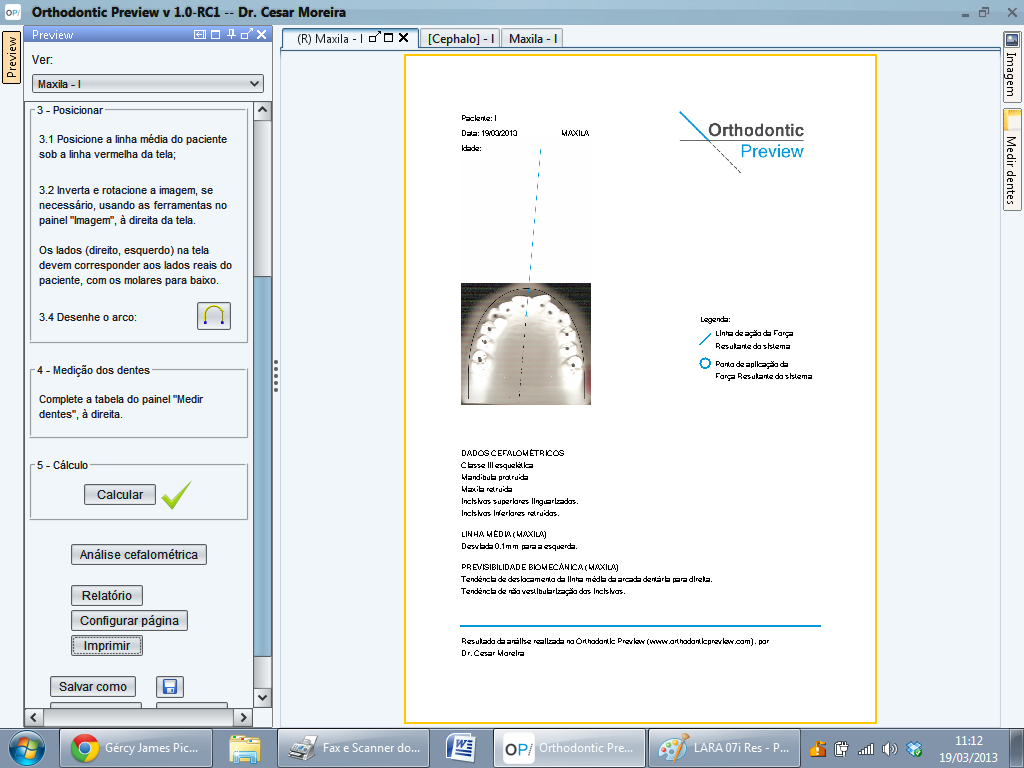 Orthodontic Preview v 1.0-RC1 -- Dr. Cesar Moreira
Preview
Preview
Ver:
Maxila - I
3 - Posicionar
3.1 Posicione a linha média do paciente
sob a linha vermelha da tela;
3.2 Inverta e rotacione a imagem, se
necessário, usando as ferramentas no
painel "Imagem", à direita da tela.
Os lados (direito, esquerdo) na tela
devem corresponder aos lados reais do
paciente, com os molares para baixo.
3.4 Desenhe o arco:
4 - Medição dos dentes
Complete a tabela do painel "Medir
dentes", à direita.
5 - Cálculo
Calcular
Análise cefalométrica
Relatório
Configurar página
Imprimir
Salvar como
(R) Maxila - I
[Cephalo] - I
Maxila - I
Paciente: I
Data: 19/03/2013 MAXILA
Idade:
Orthodontic
Preview
Legenda:
Linha de ação da Força
Resultante do sistema
Ponto de aplicação da
Força Resultante do sistema
DADOS CEFALOMÉTRICOS
Classe III esquelética
Mandíbula protruída
Maxila retruída
Incisivos superiores linguarizados.
Incisivos inferiores retruídos.
LINHA MÉDIA (MAXILA)
Desviada 0.1mm para a esquerda.
PREVISIBILIDADE BIOMECÂNICA (MAXILA)
Tendência de deslocamento da linha média da arcada dentária para direita.
Tendência de não vestibularização dos incisivos.
Resultado da análise realizada no Orthodontic Preview (www.orthodonticpreview.com), por
Dr. Cesar Moreira
Imagem
Medir dentes
Gércy James Pic...
Fax e Scanner do...
OPi
Orthodontic Pre...
LARA 07i Res - P...
11:12
19/03/2013